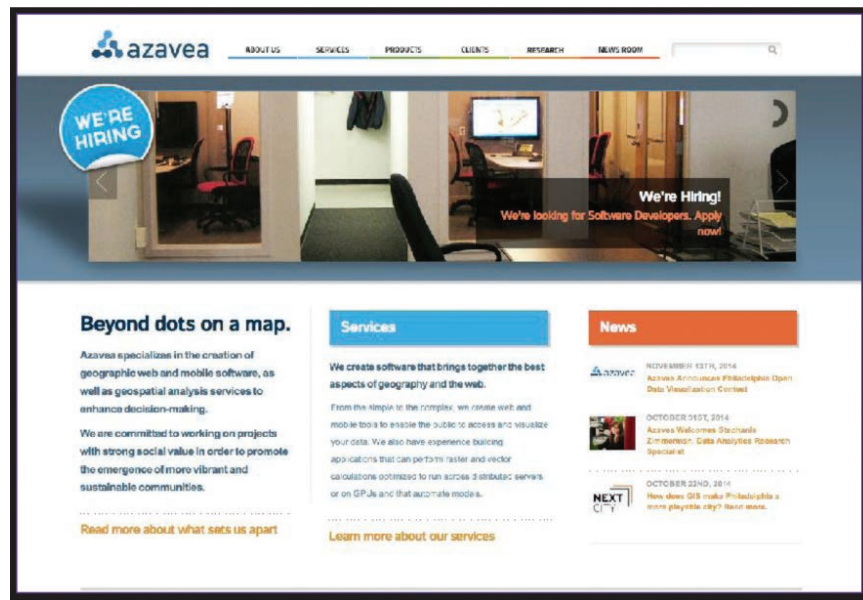 azavea
ABOUT US SERVICES PRODUCTS CLIENTS RESEARCH NEWS ROOM
WE'RE
HIRING
We're Hiring!
We're looking for Software Developers. Apply
now!
Beyond dots on a map.
Azavea specializes in the creation of
geographic web and mobile software, as
well as geospatial analysis services to
enhance decision-making.
We are committed to working on projects
with strong social value in order to promote
the emergence of more vibrant and
sustainable communities.
Read more about what sets us apart
Services
We create software that brings together the best
aspects of geography and the web.
From the simple to the complex, we create web and
mobile tools to enable the public to access and visualize
your data. We also have experience building
applications that can perform raster and vector
calculations optimized to run across distributed servers
or on GPUs and that automate models.
Learn more about our services
News
azavea
NOVEMBER 13TH, 2014
Azavea Announces Philadelphia Open
Data Visualization Contest
OCTOBER 31ST, 2014
Azavea Welcomes Stephanie
Zimmerman, Data Analytics Research
Specialist
NEXT
CITY
OCTOBER 22ND, 2014
How does GIS make Philadelphia a
more playable city? Read more.